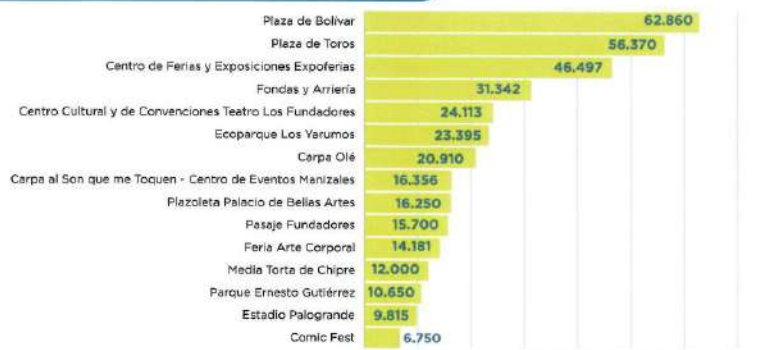 Plaza de Bolívar 62.860
Plaza de Toros 56.370
Centro de Ferias y Exposiciones Expoferias 46.497
Fondas y Arriería 31.342
Centro Cultural y de Convenciones Teatro Los Fundadores 24.113
Ecoparque Los Yarumos 23.395
Carpa Olé 20.910
Carpa al Son que me Toquen - Centro de Eventos Manizales 16.356
Plazoleta Palacio de Bellas Artes 16.250
Pasaje Fundadores 15.700
Feria Arte Corporal 14.181
Media Torta de Chipre 12.000
Parque Ernesto Gutiérrez 10.650
Estadio Palogrande 9.815
Comic Fest 6.750